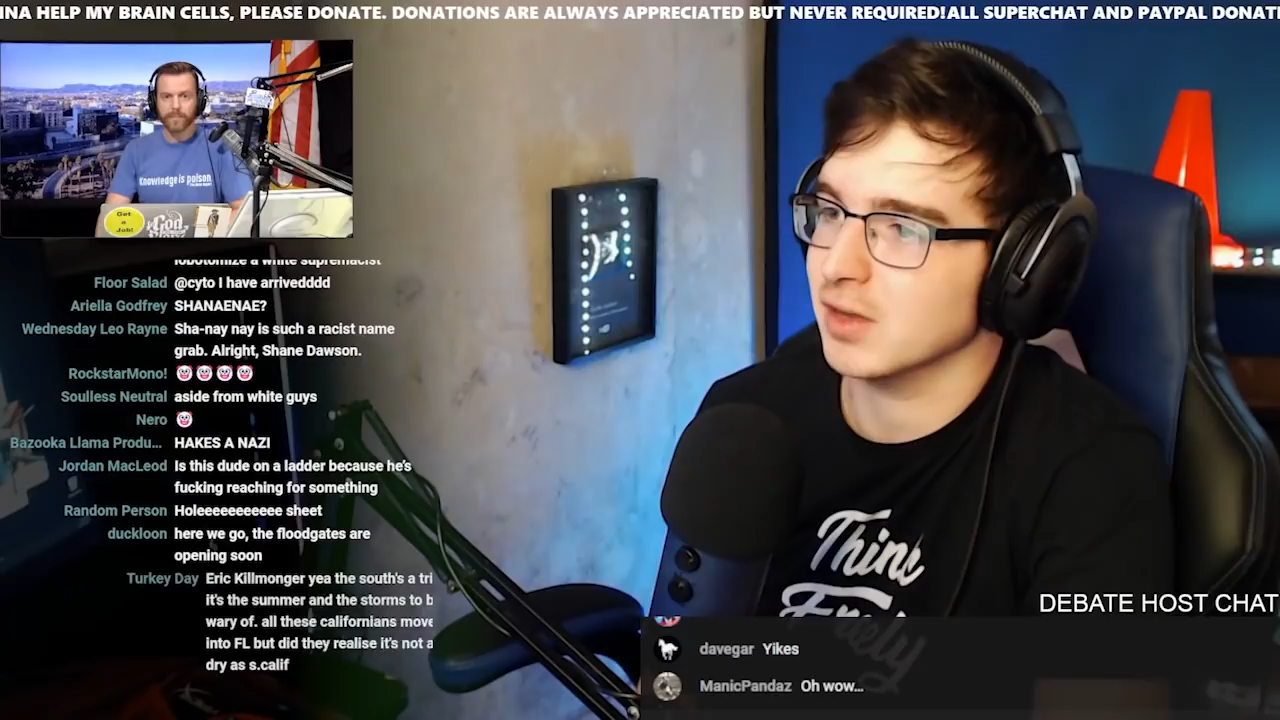 INA HELP MY BRAIN CELLS, PLEASE DONATE. DONATIONS ARE ALWAYS APPRECIATED BUT NEVER REQUIRED!ALL SUPERCHAT AND PAYPAL DONATI
Knowledge is poison.
Get
a
Job!
God
lobotomize a white supremacist
Floor Salad @cyto I have arrivedddd
Ariella Godfrey SHANAENAE?
Wednesday Leo Rayne Sha-nay nay is such a racist name
grab. Alright, Shane Dawson.
RockstarMono!
Soulless Neutral aside from white guys
Nero
Bazooka Llama Produ... HAKES A NAZI
Jordan MacLeod Is this dude on a ladder because he's
fucking reaching for something
Random Person Holeeeeeeeeeee sheet
duckloon here we go, the floodgates are
opening soon
Turkey Day Eric Killmonger yea the south's a tri
it's the summer and the storms to b
wary of. all these californians move
into FL but did they realise it's not a
dry as s.calif
Think
Freely
DEBATE HOST CHAT
davegar Yikes
ManicPandaz Oh wow...